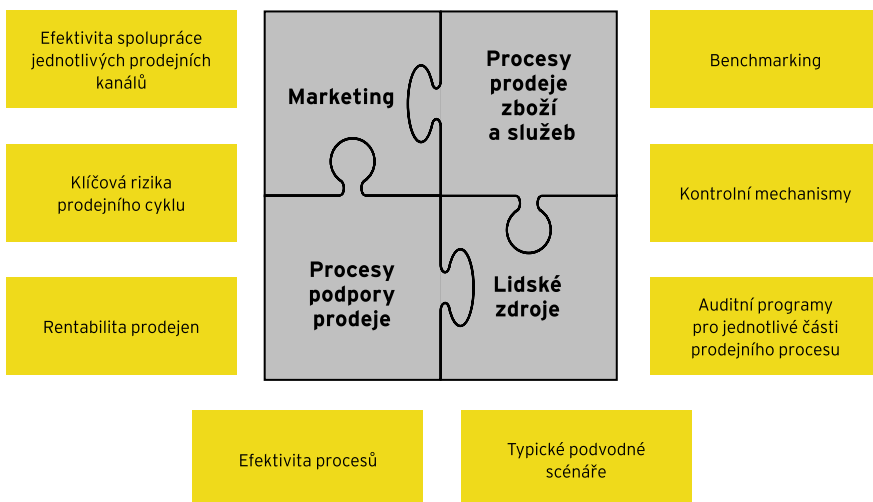 Efektivita spolupráce
jednotlivých prodejních
kanálů
Klíčová rizika
prodejního cyklu
Rentabilita prodejen
Marketing
Procesy
prodeje
zboží
a služeb
Procesy
podpory
prodeje
Lidské
zdroje
Benchmarking
Kontrolní mechanismy
Auditní programy
pro jednotlivé části
prodejního procesu
Efektivita procesů
Typické podvodné
scénáře